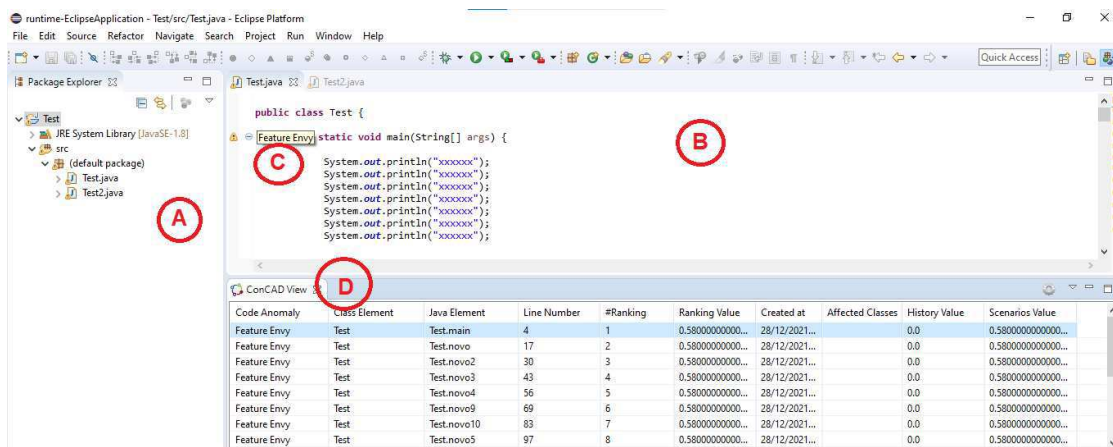 runtime-EclipseApplication - Test/src/Test.java - Eclipse Platform
File Edit Source Refactor Navigate Search Project Run Window Help
Quick Access
Package Explorer
Test
JRE System Library [JavaSE-1.8]
src
(default package)
Test.java
Test2.java
A
Test.java Test2.java
public class Test {
Feature Envy static void main(String[] args) {
System.out.println("xxxxxx");
System.out.println("xxxxxx");
System.out.println("xxxxxx");
System.out.println("xxxxxx");
System.out.println("xxxxxx");
System.out.println("xxxxxx");
System.out.println("xxxxxx");
B
C
D
ConCAD View
Code Anomaly Class Element Java Element Line Number #Ranking Ranking Value Created at Affected Classes History Value Scenarios Value
Feature Envy Test Test.main 4 1 0.58000000000... 28/12/2021... 0.0 0.5800000000000...
Feature Envy Test Test.novo 17 2 0.58000000000... 28/12/2021... 0.0 0.5800000000000...
Feature Envy Test Test.novo2 30 3 0.58000000000... 28/12/2021... 0.0 0.5800000000000...
Feature Envy Test Test.novo3 43 4 0.58000000000... 28/12/2021... 0.0 0.5800000000000...
Feature Envy Test Test.novo4 56 5 0.58000000000... 28/12/2021... 0.0 0.5800000000000...
Feature Envy Test Test.novo9 69 6 0.58000000000... 28/12/2021... 0.0 0.5800000000000...
Feature Envy Test Test.novo10 83 7 0.58000000000... 28/12/2021... 0.0 0.5800000000000...
Feature Envy Test Test.novo5 97 8 0.58000000000... 28/12/2021... 0.0 0.5800000000000...